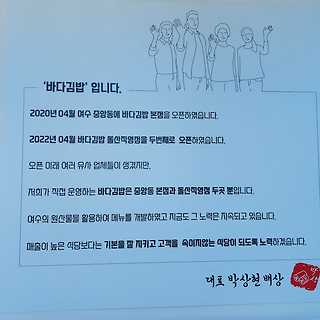 ‘바다김밥’ 입니다.
2020년 04월 여수 중앙동에 바다김밥 본점을 오픈하였습니다.
2022년 04월 바다김밥 돌산직영점을 두번째로 오픈하였습니다.
오픈 이래 여러 유사 업체들이 생겼지만,
저희가 직접 운영하는 바다김밥은 중앙동 본점과 돌산직영점 두곳 뿐입니다.
여수의 원산물을 활용하여 메뉴를 개발하였고 지금도 그 노력은 지속되고 있습니다.
매출이 높은 식당보다는 기본을 잘 지키고 고객을 속이지않는 식당이 되도록 노력하겠습니다.
대표 박상현 배상